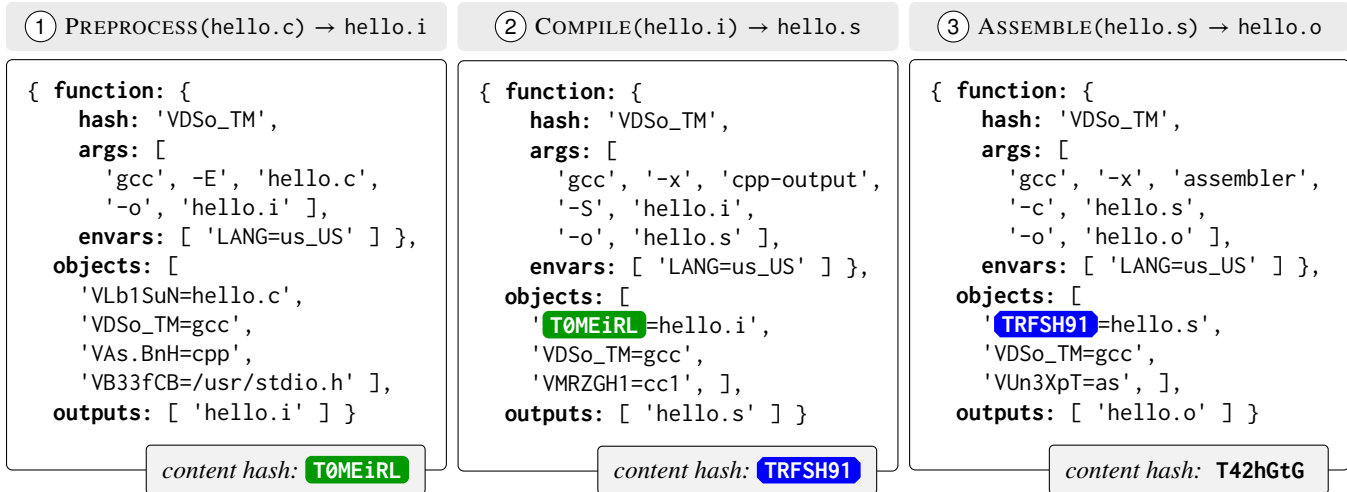 1 PREPROCESS(hello.c) → hello.i
{ function: {
hash: 'VDSo_TM',
args: [
'gcc', -E', 'hello.c',
'-o', 'hello.i' ],
envars: [ 'LANG=us_US' ] },
objects: [
'VLb1SuN=hello.c',
'VDSo_TM=gcc',
'VAs.BnH=cpp',
'VB33fCB=/usr/stdio.h' ],
outputs: [ 'hello.i' ] }
content hash: T0MEiRL
2 COMPILE(hello.i) → hello.s
{ function: {
hash: 'VDSo_TM',
args: [
'gcc', '-x', 'cpp-output',
'-S', 'hello.i',
'-o', 'hello.s' ],
envars: [ 'LANG=us_US' ] },
objects: [
'T0MEiRL=hello.i',
'VDSo_TM=gcc',
'VMRZGH1=cc1', ],
outputs: [ 'hello.s' ] }
content hash: TRFSH91
3 ASSEMBLE(hello.s) → hello.o
{ function: {
hash: 'VDSo_TM',
args: [
'gcc', '-x', 'assembler',
'-c', 'hello.s',
'-o', 'hello.o' ],
envars: [ 'LANG=us_US' ] },
objects: [
'TRFSH91=hello.s',
'VDSo_TM=gcc',
'VUn3XpT=as', ],
outputs: [ 'hello.o' ] }
content hash: T42hGtG